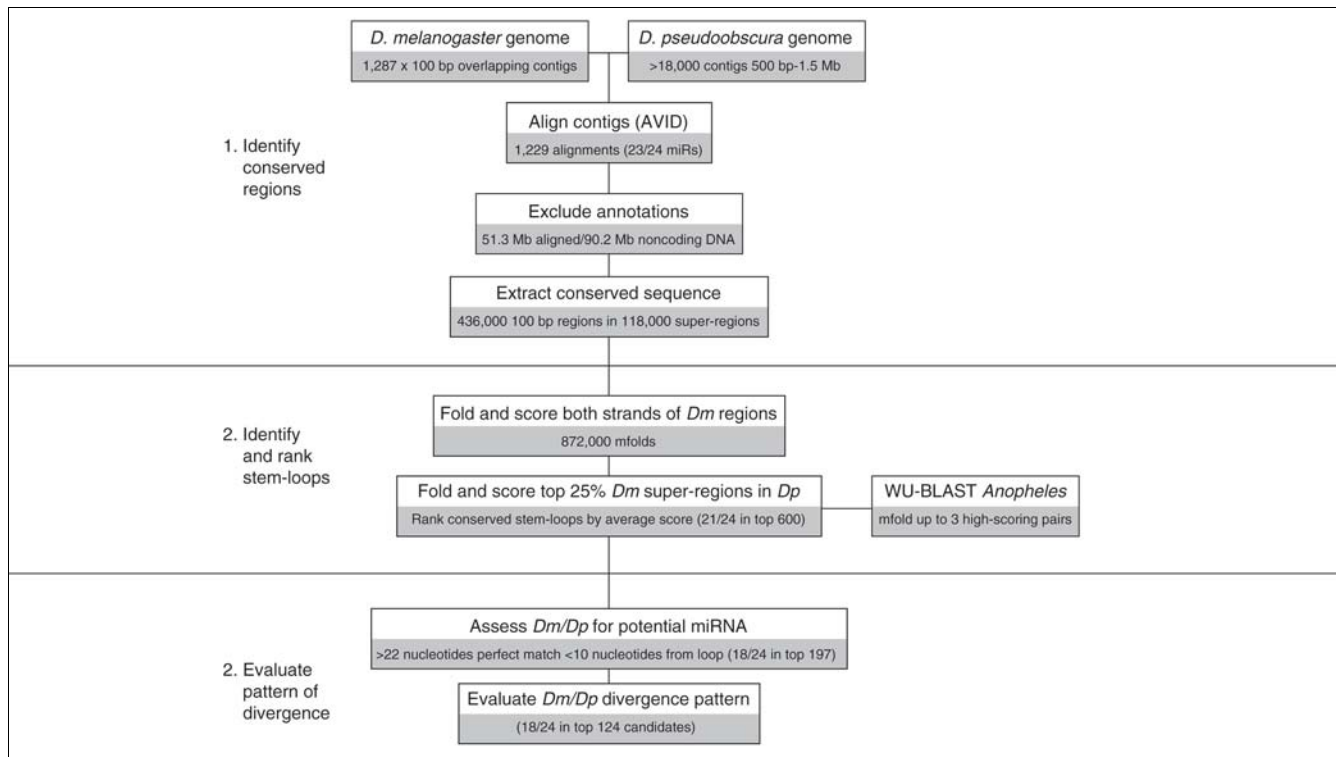 D. melanogaster genome
1,287 x 100 bp overlapping contigs
D. pseudoobscura genome
>18,000 contigs 500 bp-1.5 Mb
1. Identify
conserved
regions
Align contigs (AVID)
1,229 alignments (23/24 miRs)
Exclude annotations
51.3 Mb aligned/90.2 Mb noncoding DNA
Extract conserved sequence
436,000 100 bp regions in 118,000 super-regions
2. Identify
and rank
stem-loops
Fold and score both strands of Dm regions
872,000 mfolds
Fold and score top 25% Dm super-regions in Dp
Rank conserved stem-loops by average score (21/24 in top 600)
WU-BLAST Anopheles
mfold up to 3 high-scoring pairs
2. Evaluate
pattern of
divergence
Assess Dm/Dp for potential miRNA
>22 nucleotides perfect match <10 nucleotides from loop (18/24 in top 197)
Evaluate Dm/Dp divergence pattern
(18/24 in top 124 candidates)